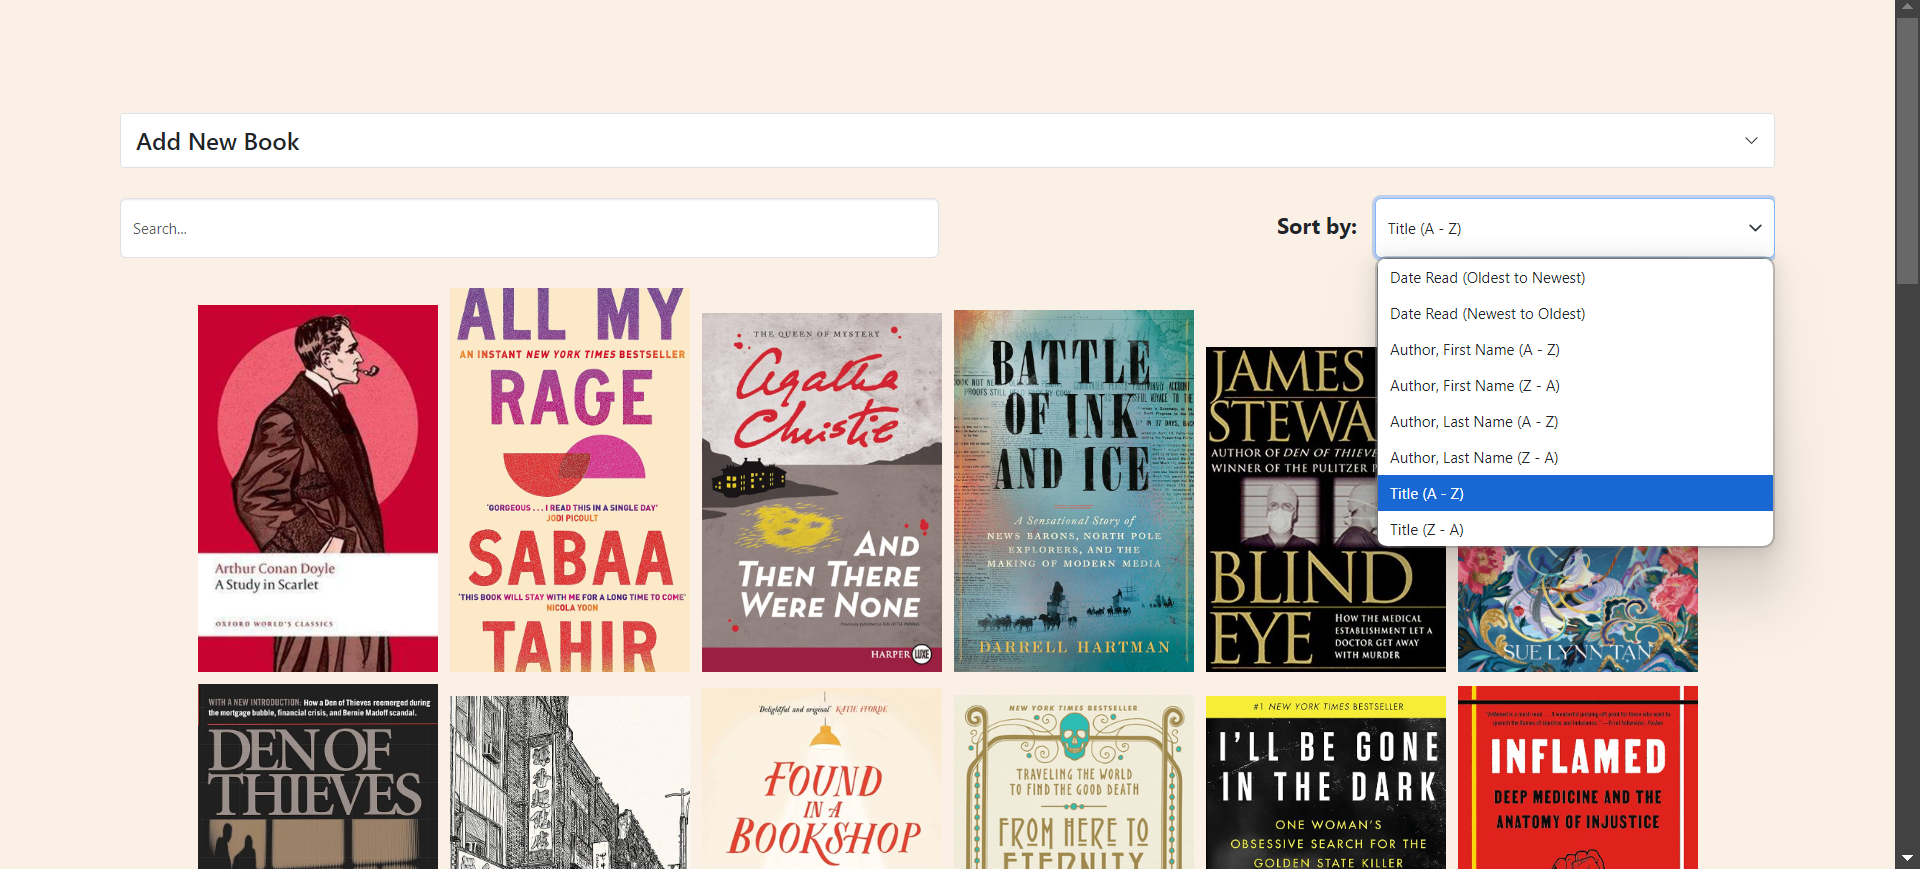 Add New Book
Search...
Sort by:
Title (A - Z)
Date Read (Oldest to Newest)
Date Read (Newest to Oldest)
Author, First Name (A - Z)
Author, First Name (Z - A)
Author, Last Name (A - Z)
Author, Last Name (Z - A)
Title (A - Z)
Title (Z - A)
Arthur Conan Doyle
A Study in Scarlet
OXFORD WORLD'S CLASSICS
ALL MY
AN INSTANT NEW YORK TIMES BESTSELLER
RAGE
'GORGEOUS . . . I READ THIS IN A SINGLE DAY'
JODI PICOULT
SABAA
'THIS BOOK WILL STAY WITH ME FOR A LONG TIME TO COME'
NICOLA YOON
TAHIR
THE QUEEN OF MYSTERY
Agatha
Christie
AND
THEN THERE
WERE NONE
HARPER LUXE
BATTLE
OF INK
AND ICE
A Sensational Story of
NEWS BARONS, NORTH POLE
EXPLORERS, AND THE
MAKING OF MODERN MEDIA
DARRELL HARTMAN
JAMES
STEWA
AUTHOR OF DEN OF THIEV
WINNER OF THE PULITZER P
BLIND
EYE
HOW THE MEDICAL
ESTABLISHMENT LET A
DOCTOR GET AWAY
WITH MURDER
SUE LYNN TAN
WITH A NEW INTRODUCTION: How a Den of Thieves reemerged during
the mortgage bubble, financial crisis, and Bernie Madoff scandal.
DEN OF
THIEVES
'Delightful and original' KATIE FFORDE
FOUND
IN A
BOOKSHOP
NEW YORK TIMES BESTSELLER
TRAVELING THE WORLD
TO FIND THE GOOD DEATH
FROM HERE TO
ETERNITY
#1 NEW YORK TIMES BESTSELLER
I'LL BE GONE
IN THE DARK
ONE WOMAN'S
OBSESSIVE SEARCH FOR THE
GOLDEN STATE KILLER
INFLAMED
DEEP MEDICINE AND THE
ANATOMY OF INJUSTICE